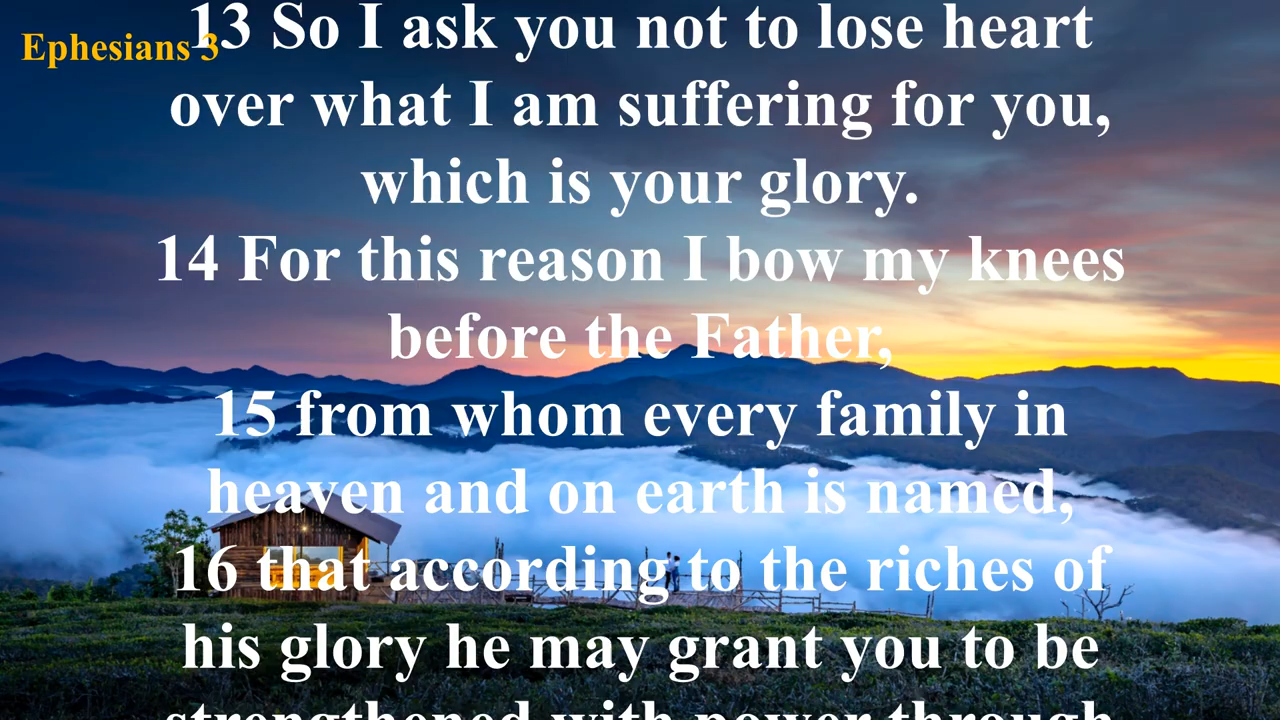 Ephesians 3
13 So I ask you not to lose heart
over what I am suffering for you,
which is your glory.
14 For this reason I bow my knees
before the Father,
15 from whom every family in
heaven and on earth is named,
16 that according to the riches of
his glory he may grant you to be
strengthened with power through